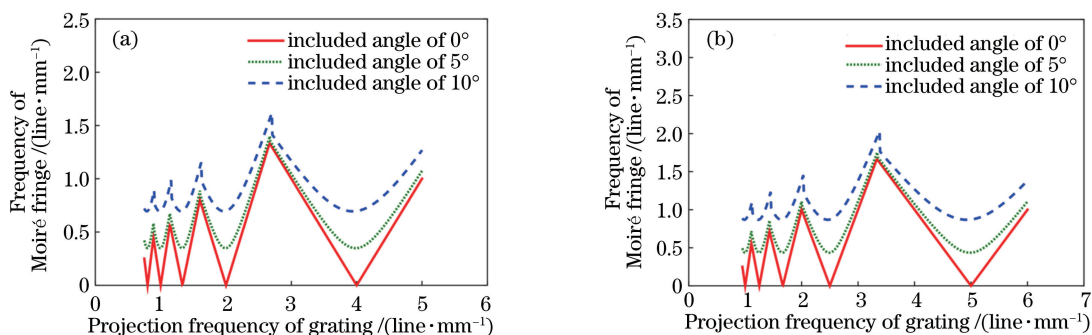 (a)
included angle of 0°
included angle of 5°
included angle of 10°
Frequency of
Moiré fringe /(line·mm⁻¹)
2.5
2.0
1.5
1.0
0.5
0
0 1 2 3 4 5 6
Projection frequency of grating /(line·mm⁻¹)
(b)
included angle of 0°
included angle of 5°
included angle of 10°
Frequency of
Moiré fringe /(line·mm⁻¹)
3.5
3.0
2.5
2.0
1.5
1.0
0.5
0
0 1 2 3 4 5 6 7
Projection frequency of grating /(line·mm⁻¹)